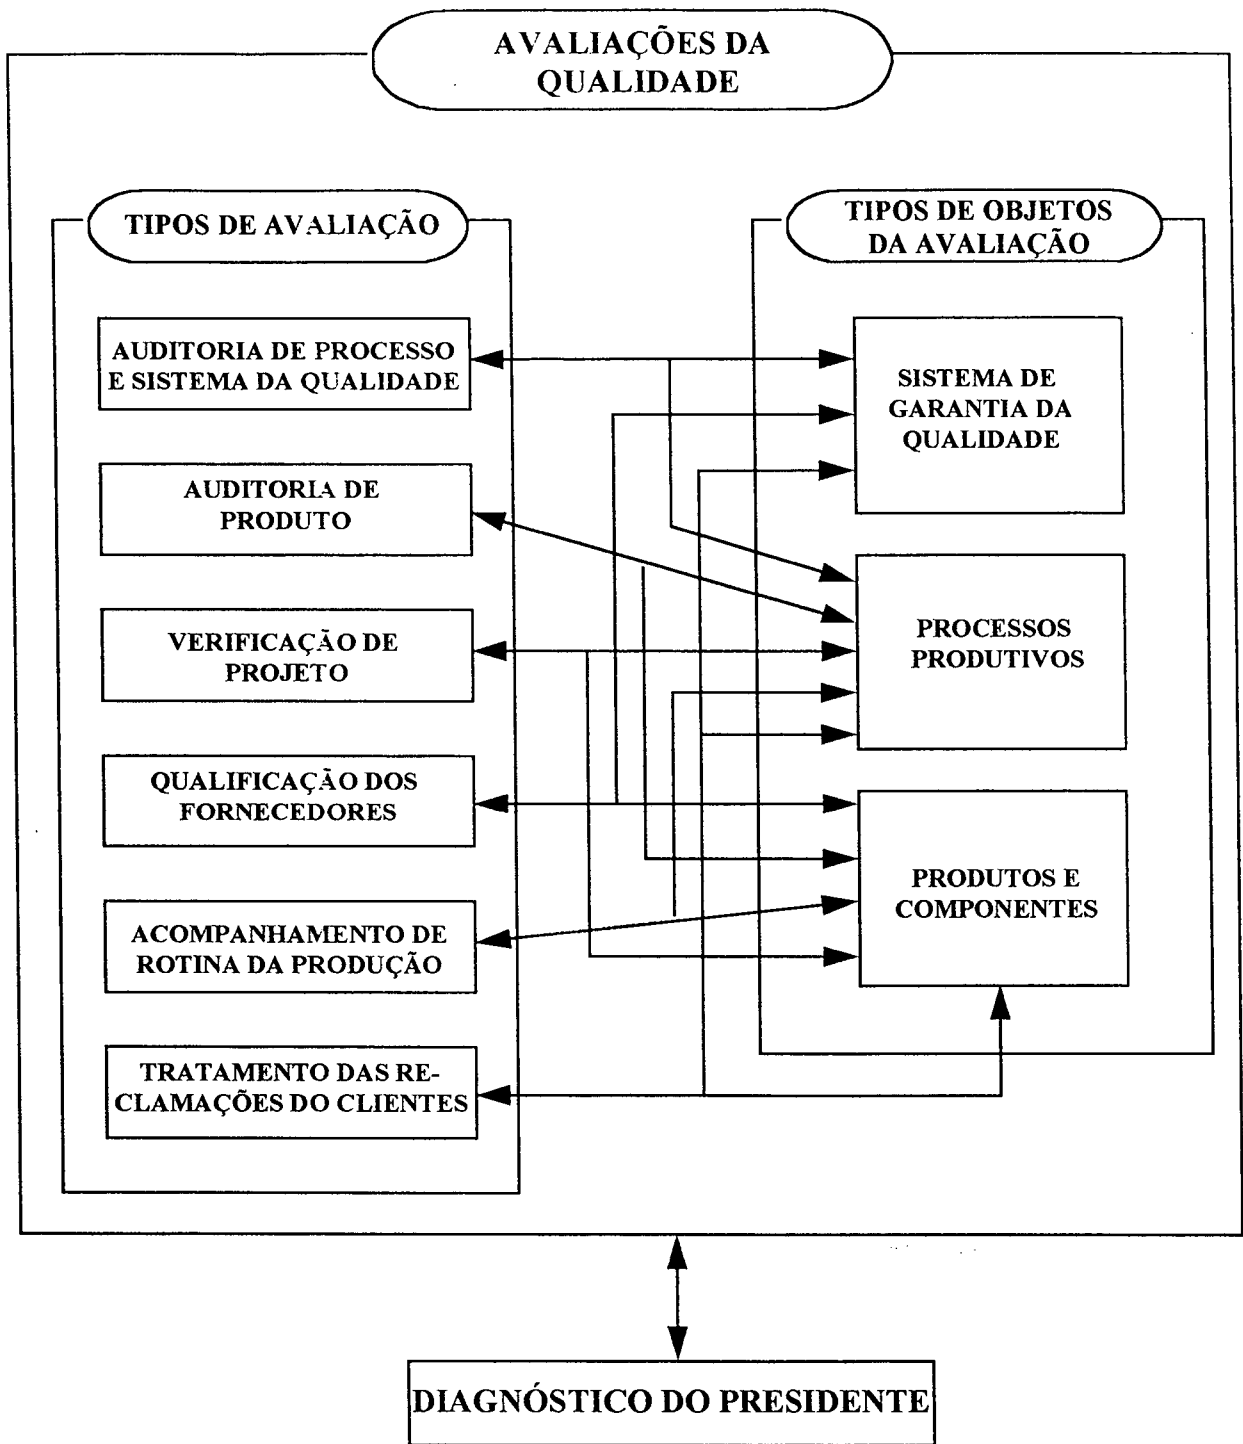 AVALIAÇÕES DA
QUALIDADE
TIPOS DE AVALIAÇÃO
AUDITORIA DE PROCESSO
E SISTEMA DA QUALIDADE
AUDITORIA DE
PRODUTO
VERIFICAÇÃO DE
PROJETO
QUALIFICAÇÃO DOS
FORNECEDORES
ACOMPANHAMENTO DE
ROTINA DA PRODUÇÃO
TRATAMENTO DAS RE-
CLAMAÇÕES DO CLIENTES
TIPOS DE OBJETOS
DA AVALIAÇÃO
SISTEMA DE
GARANTIA DA
QUALIDADE
PROCESSOS
PRODUTIVOS
PRODUTOS E
COMPONENTES
DIAGNÓSTICO DO PRESIDENTE